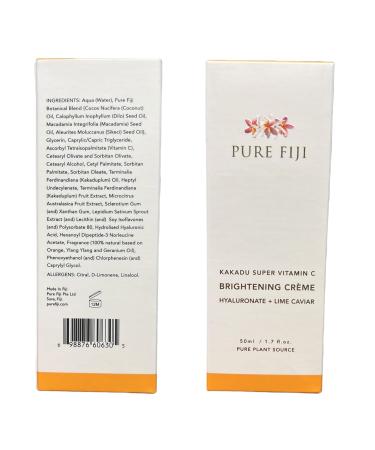 INGREDIENTS: Aqua (Water), Pure Fiji
Botanical Blend (Cocos Nucifera (Coconut)
Oil, Calophyllum Inophyllum (Dilo) Seed Oil,
Macadamia Integrifolia (Macadamia) Seed
Oil, Aleurites Moluccanus (Sikeci) Seed Oil),
Glycerin, Caprylic/Capric Triglyceride,
Ascorbyl Tetraisopalmitate (Vitamin C),
Cetearyl Olivate and Sorbitan Olivate,
Cetearyl Alcohol, Cetyl Palmitate, Sorbitan
Palmitate, Sorbitan Oleate, Terminalia
Ferdinandiana (Kakaduplum) Oil, Heptyl
Undecylenate, Terminalia Ferdinandiana
(Kakaduplum) Fruit Extract, Microcitrus
Australasica Fruit Extract, Sclerotium Gum
(and) Xanthan Gum, Lepidium Sativum Sprout
Extract (and) Lecithin (and) Soy Isoflavones
(and) Polysorbate 80, Hydrolised Hyaluronic
Acid, Hexanoyl Dipeptide-3 Norleucine
Acetate, Fragrance (100% natural based on
Orange, Ylang Ylang and Geranium Oil),
Phenoxyethanol (and) Chlorphenesin (and)
Caprylyl Glycol.
ALLERGENS: Citral, D-Limonene, Linalool.
Made in Fiji
Pure Fiji Pte Ltd
Suva, Fiji.
purefiji.com
12M
8 98876 60630 5
PURE FIJI
KAKADU SUPER VITAMIN C
BRIGHTENING CRÈME
HYALURONATE + LIME CAVIAR
50ml / 1.7 fl.oz.
PURE PLANT SOURCE